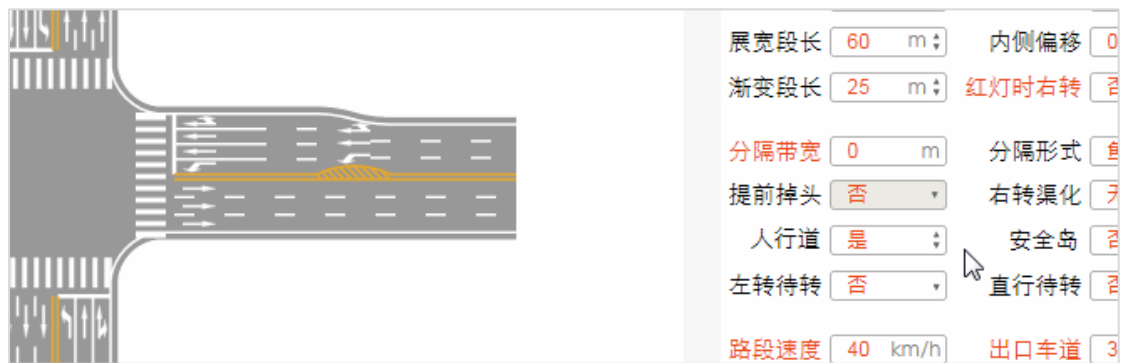 展宽段长 60 m 内侧偏移 0
渐变段长 25 m 红灯时右转 否
分隔带宽 0 m 分隔形式
提前掉头 否 右转渠化 无
人行道 是 安全岛 否
左转待转 否 直行待转 否
路段速度 40 km/h 出口车道 3